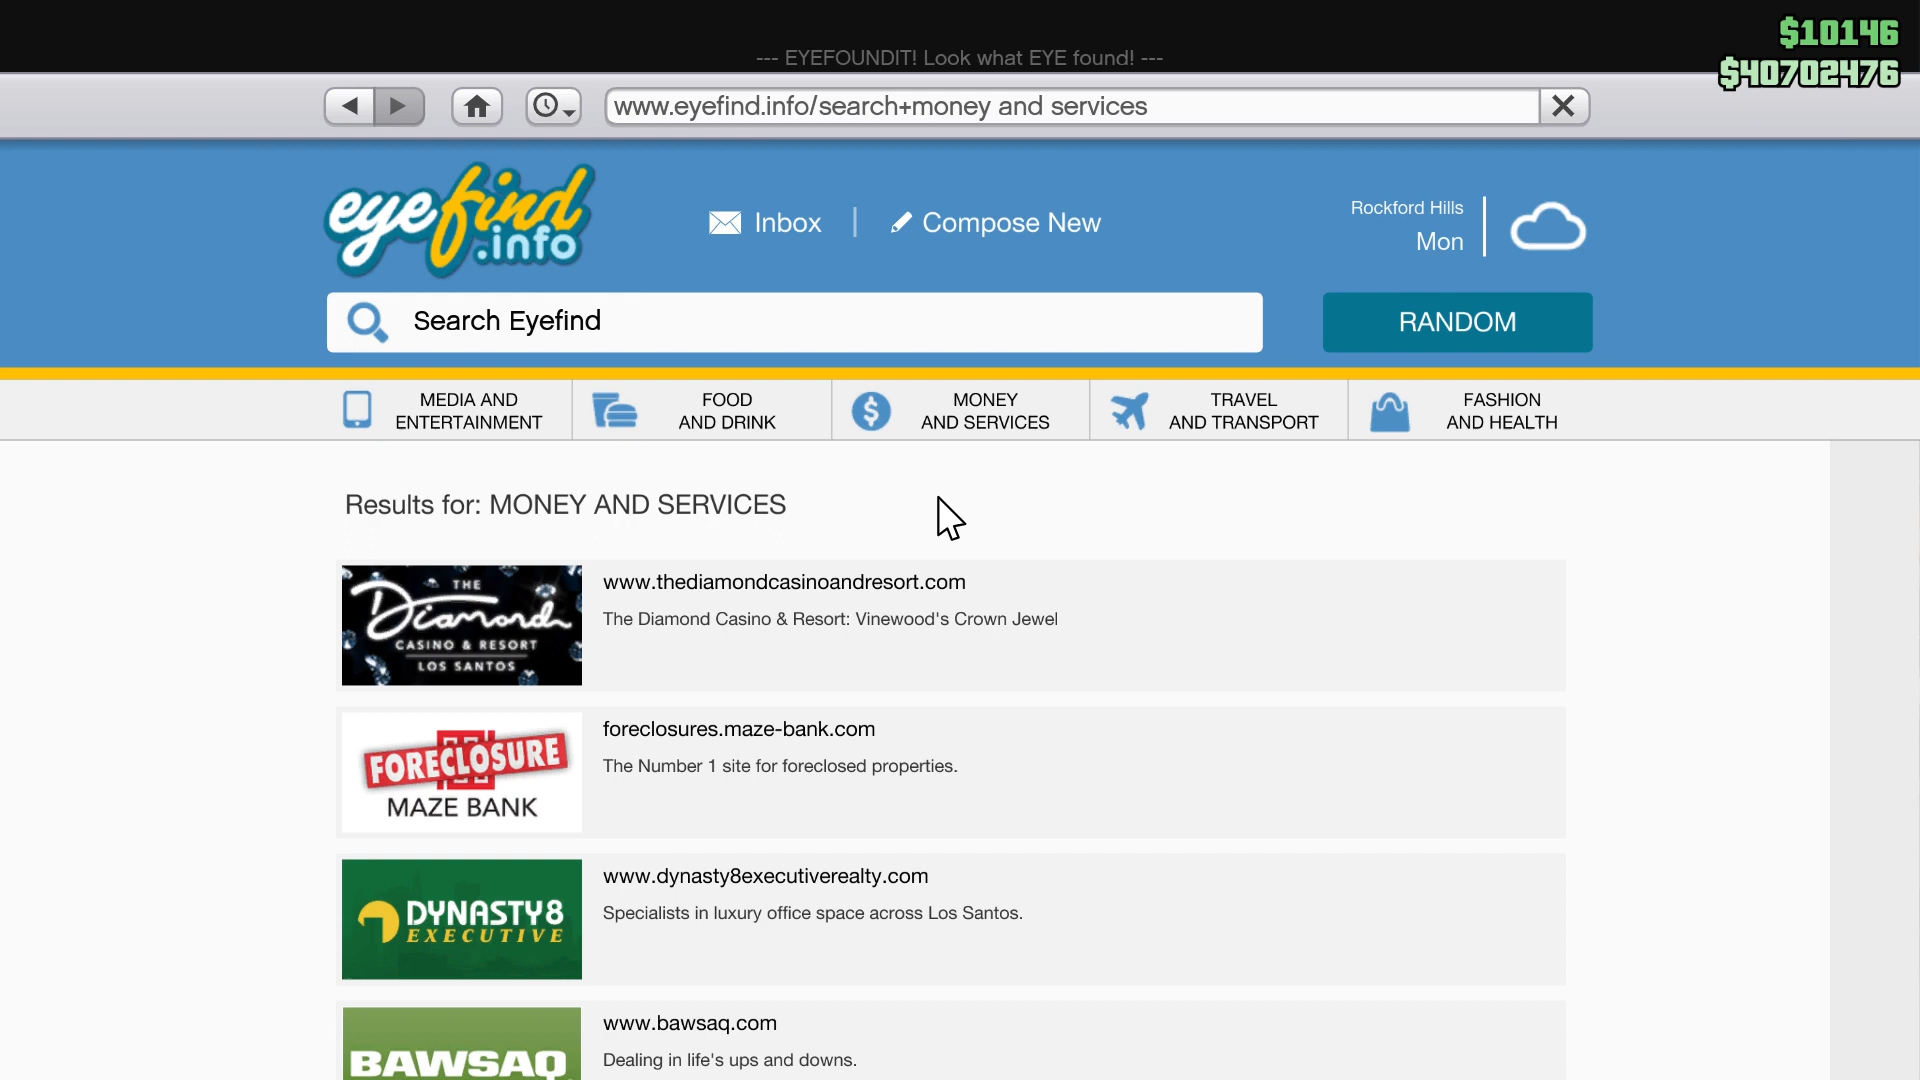 $10146
--- EYEFOUNDIT! Look what EYE found! ---
$40702476
www.eyefind.info/search+money and services
eyefind
.info
Inbox
Compose New
Rockford Hills
Mon
Search Eyefind
RANDOM
MEDIA AND
ENTERTAINMENT
FOOD
AND DRINK
MONEY
AND SERVICES
TRAVEL
AND TRANSPORT
FASHION
AND HEALTH
Results for: MONEY AND SERVICES
THE
Diamond
CASINO & RESORT
LOS SANTOS
www.thediamondcasinoandresort.com
The Diamond Casino & Resort: Vinewood's Crown Jewel
FORECLOSURE
MAZE BANK
foreclosures.maze-bank.com
The Number 1 site for foreclosed properties.
DYNASTY8
EXECUTIVE
www.dynasty8executiverealty.com
Specialists in luxury office space across Los Santos.
BAWSAQ
www.bawsaq.com
Dealing in life's ups and downs.